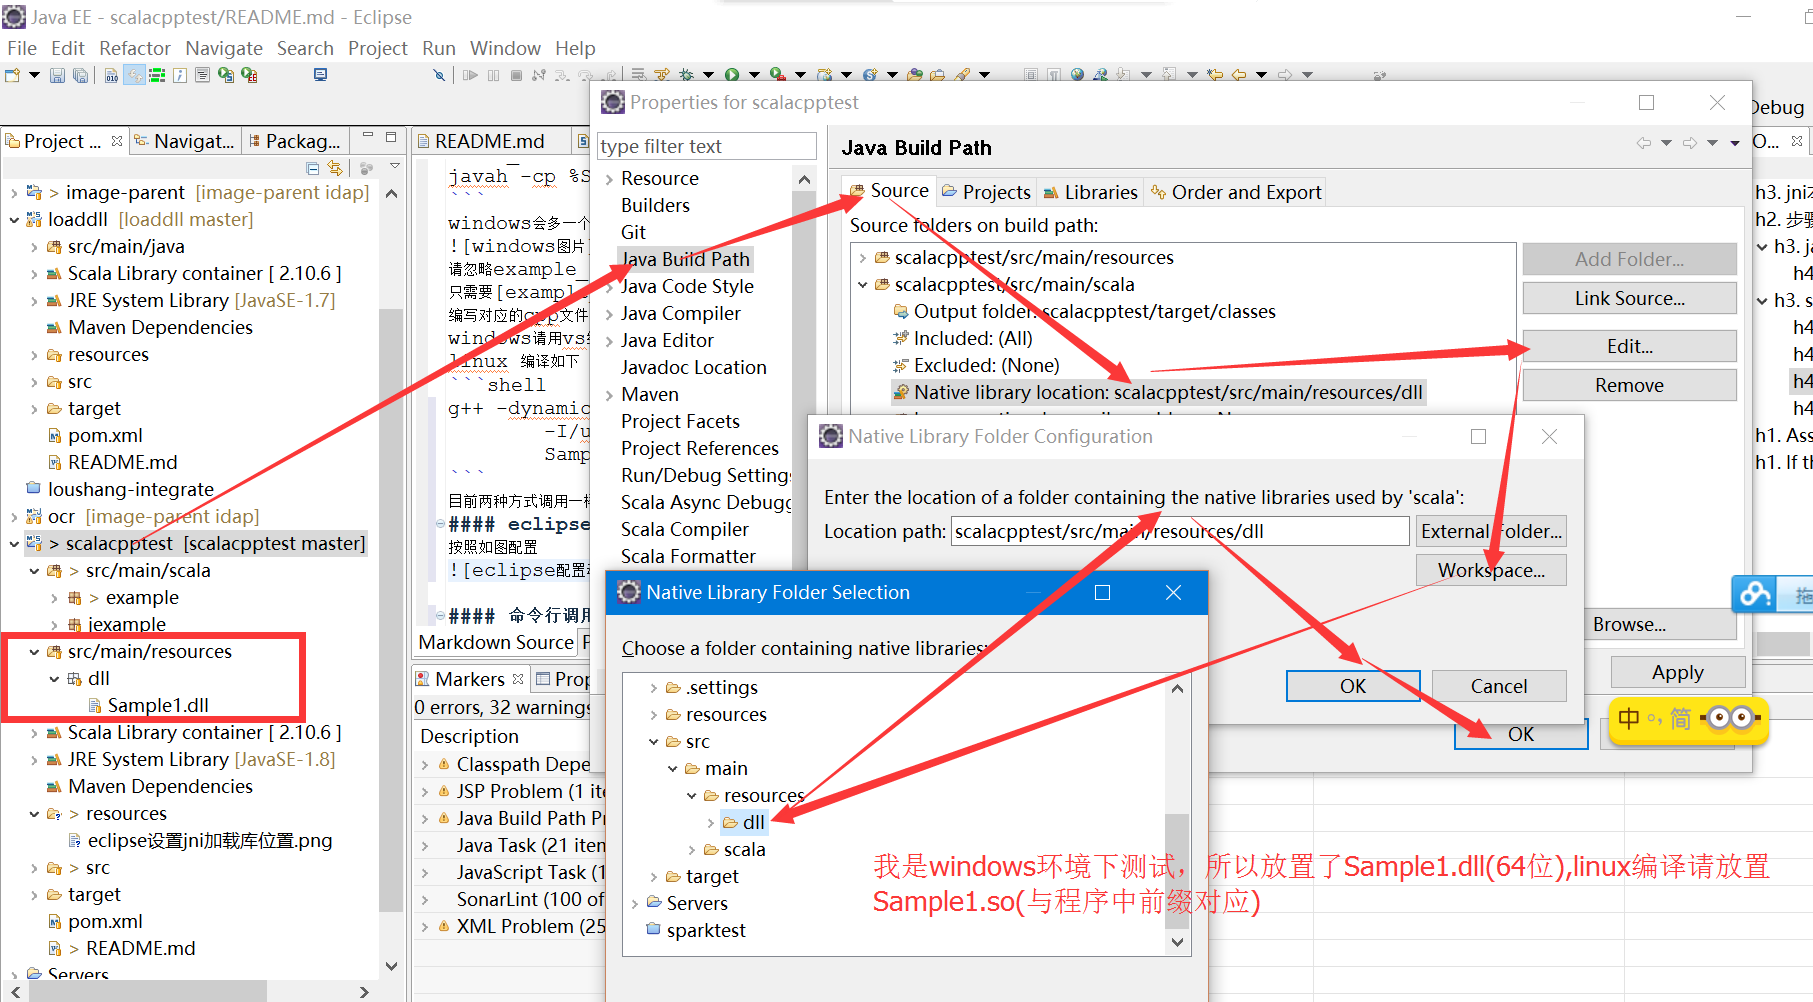 Java EE - scalacpptest/README.md - Eclipse
File Edit Refactor Navigate Search Project Run Window Help
Debug
Project ...
Navigat...
Packag...
> image-parent [image-parent idap]
loaddll [loaddll master]
src/main/java
Scala Library container [ 2.10.6 ]
JRE System Library [JavaSE-1.7]
Maven Dependencies
resources
src
target
pom.xml
README.md
loushang-integrate
ocr [image-parent idap]
> scalacpptest [scalacpptest master]
> src/main/scala
> example
jexample
src/main/resources
dll
Sample1.dll
Scala Library container [ 2.10.6 ]
JRE System Library [JavaSE-1.8]
Maven Dependencies
> resources
eclipse设置jni加载库位置.png
> src
target
pom.xml
> README.md
Servers
README.md
javah -cp %S
```
windows会多一个
![windows图片]
请忽略example
只需要[example
编写对应的cpp文件
windows请用vs
linux 编译如下
```shell
g++ -dynamic
-I/u
Samp
```
目前两种方式调用一样
#### eclipse
按照如图配置
![eclipse配置
#### 命令行调用
Markdown Source
Markers
Prop
0 errors, 32 warnings
Description
Classpath Depe
JSP Problem (1 ite
Java Build Path Pr
Java Task (21 item
JavaScript Task (1
SonarLint (100 of
XML Problem (25
Properties for scalacpptest
type filter text
Resource
Builders
Git
Java Build Path
Java Code Style
Java Compiler
Java Editor
Javadoc Location
Maven
Project Facets
Project References
Run/Debug Settings
Scala Async Debugg
Scala Compiler
Scala Formatter
Java Build Path
Source
Projects
Libraries
Order and Export
Source folders on build path:
scalacpptest/src/main/resources
scalacpptest/src/main/scala
Output folder: scalacpptest/target/classes
Included: (All)
Excluded: (None)
Native library location: scalacpptest/src/main/resources/dll
Add Folder...
Link Source...
Edit...
Remove
Browse...
Apply
OK
Native Library Folder Configuration
Enter the location of a folder containing the native libraries used by 'scala':
Location path: scalacpptest/src/main/resources/dll
External Folder...
Workspace...
OK
Cancel
Native Library Folder Selection
Choose a folder containing native libraries:
.settings
resources
src
main
resources
dll
scala
target
Servers
sparktest
O...
h3. jni
h2. 步骤
h3. ja
h4
h3. s
h4
h4
h4
h4
h1. Ass
h1. If th
拖
中 °, 简
我是windows环境下测试，所以放置了Sample1.dll(64位),linux编译请放置
Sample1.so(与程序中前缀对应)